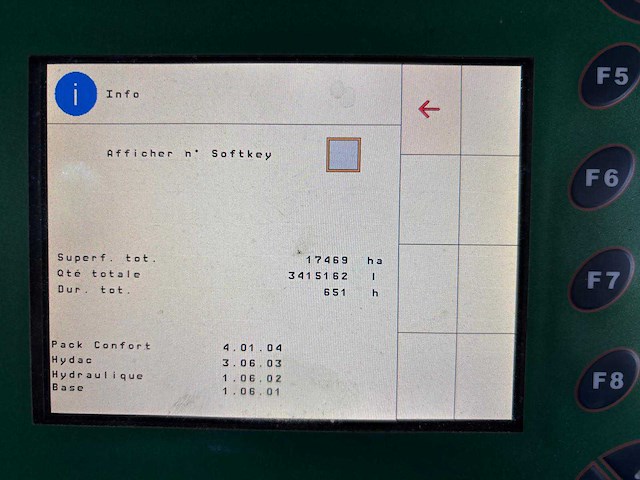 i Info
Afficher n° Softkey
Superf. tot. 17469 ha
Qté totale 3415162 l
Dur. tot. 651 h
Pack Confort 4.01.04
Hydac 3.06.03
Hydraulique 1.06.02
Base 1.06.01
F5
F6
F7
F8